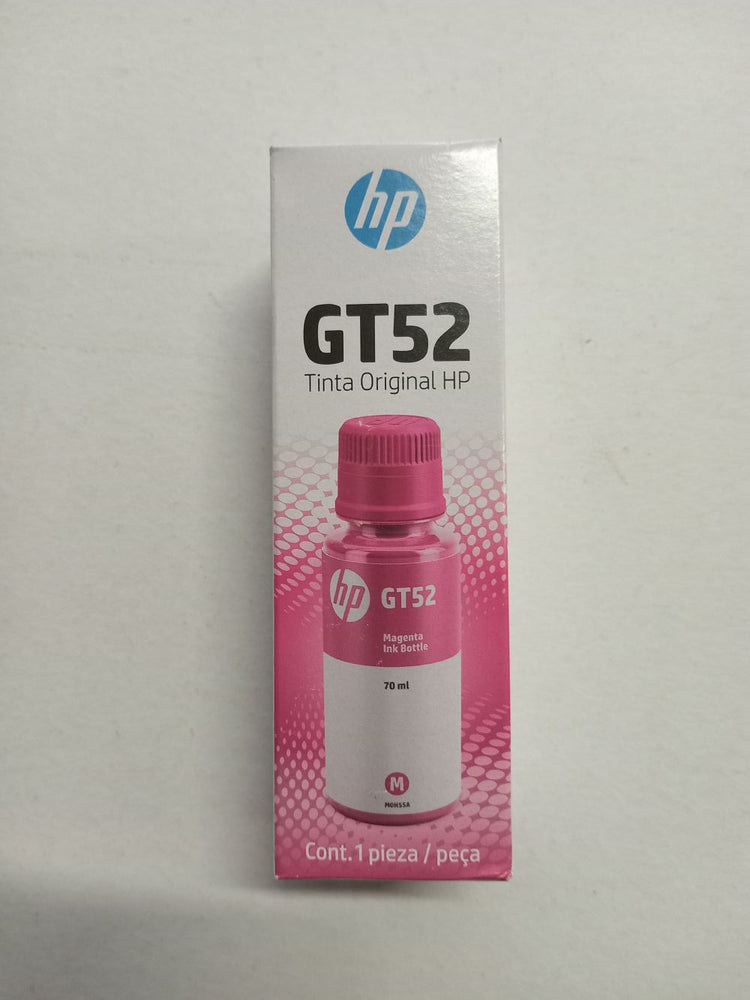 hp
GT52
Tinta Original HP
hp GT52
Magenta
Ink Bottle
70 ml
M
M0H55A
Cont. 1 pieza / peça